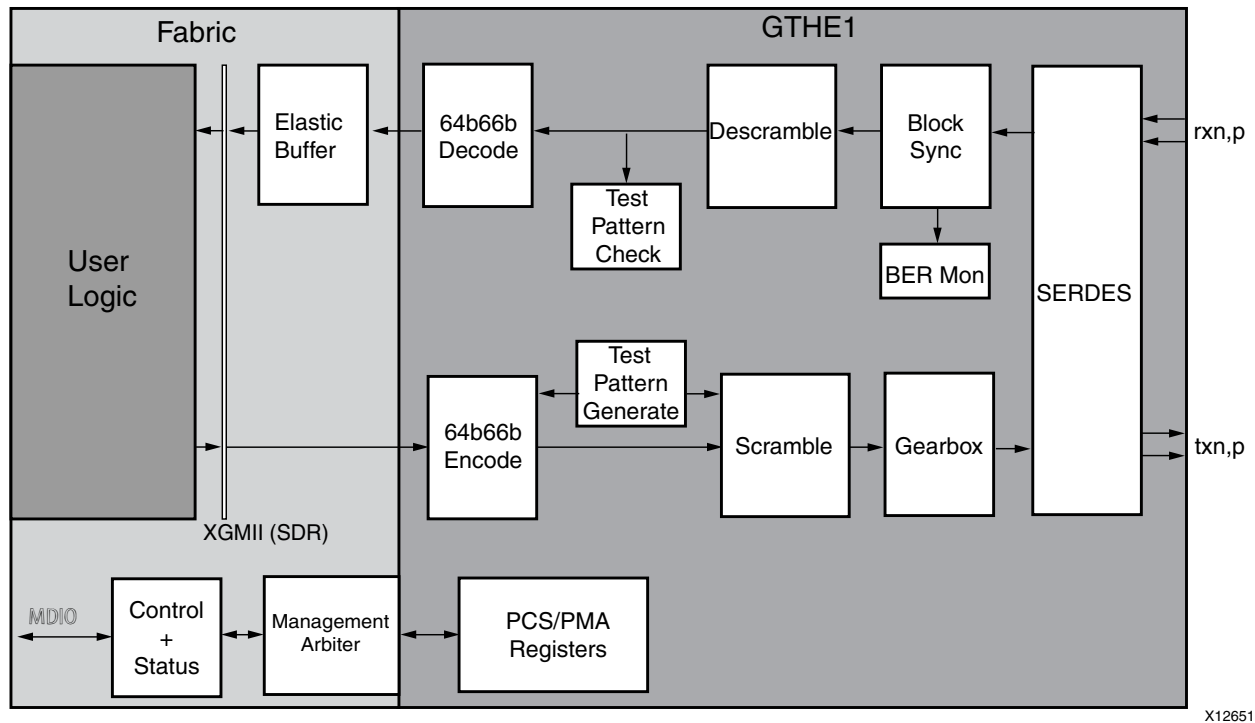 Fabric
GTHE1
Elastic
Buffer
64b66b
Decode
Descramble
Block
Sync
rxn,p
Test
Pattern
Check
BER Mon
User
Logic
SERDES
Test
Pattern
Generate
64b66b
Encode
Scramble
Gearbox
txn,p
XGMII (SDR)
MDIO
Control
+
Status
Management
Arbiter
PCS/PMA
Registers
X12651